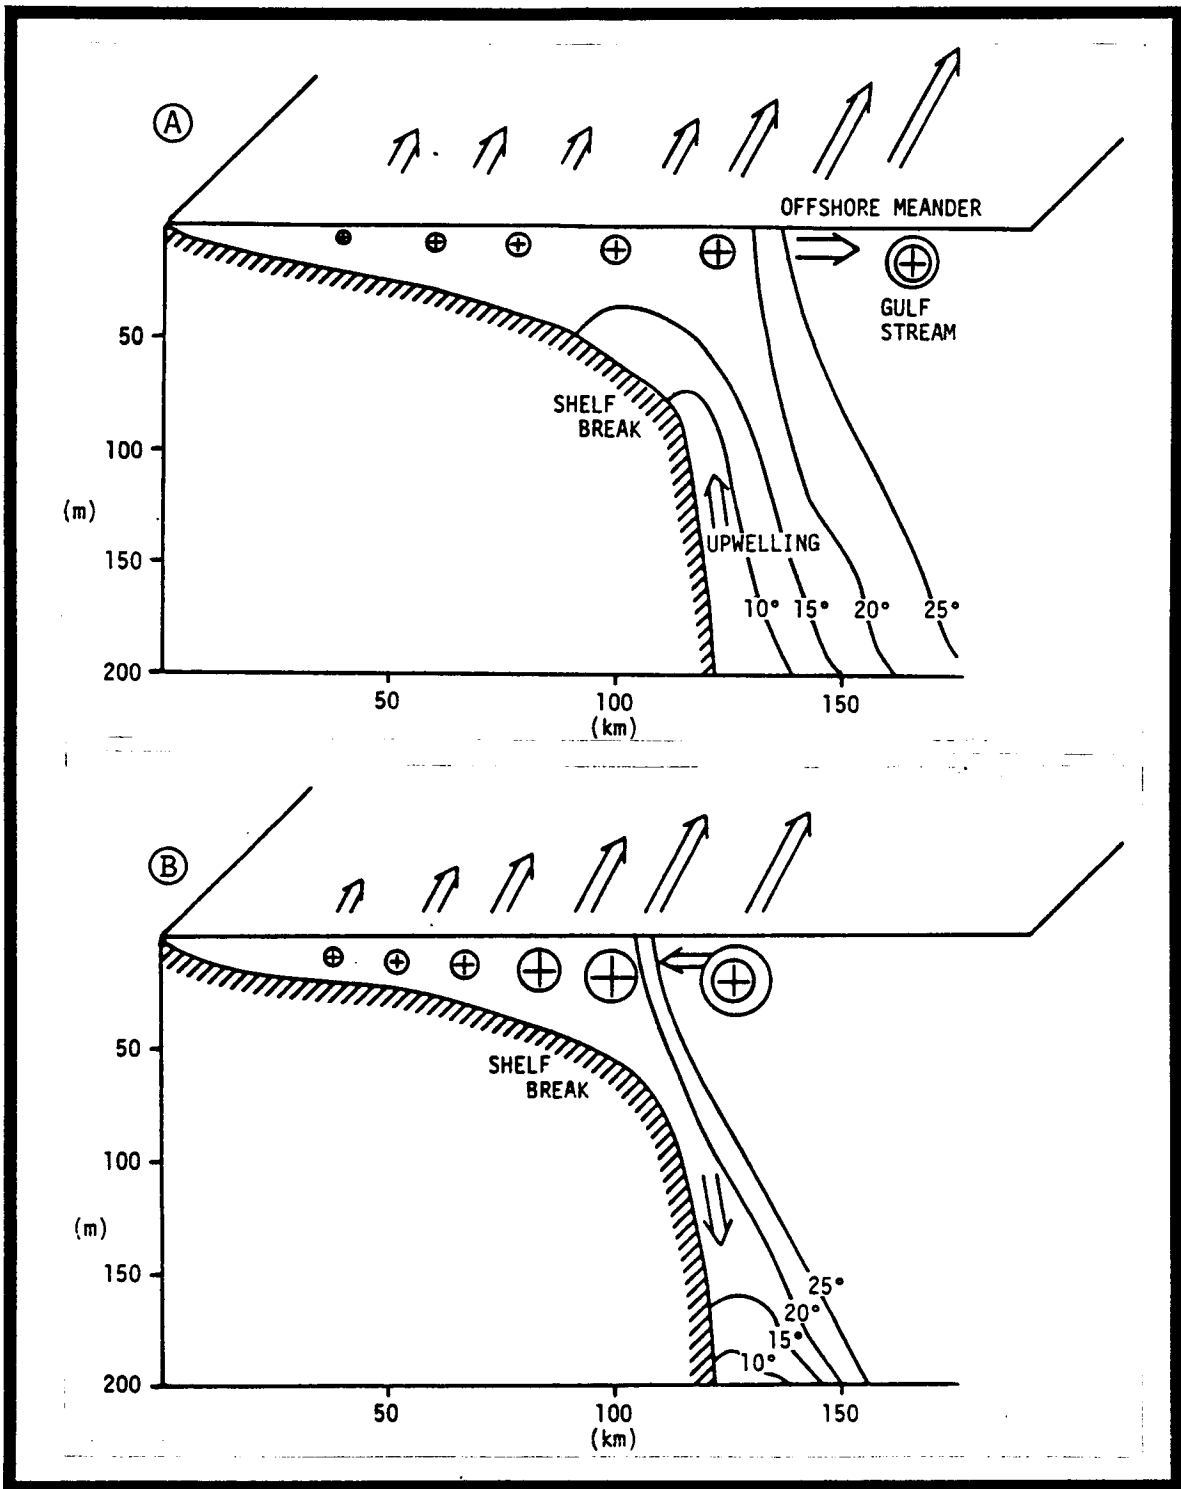 A
OFFSHORE MEANDER
GULF
STREAM
50
SHELF
BREAK
100
(m)
UPWELLING
150
10° 15° 20° 25°
200
50 100 150
(km)
B
50
SHELF
BREAK
100
(m)
150
25°
20°
15°
10°
200
50 100 150
(km)